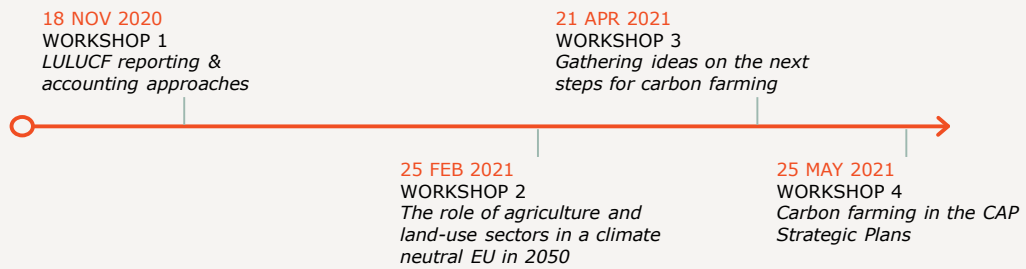 18 NOV 2020
WORKSHOP 1
LULUCF reporting &
accounting approaches
21 APR 2021
WORKSHOP 3
Gathering ideas on the next
steps for carbon farming
25 FEB 2021
WORKSHOP 2
The role of agriculture and
land-use sectors in a climate
neutral EU in 2050
25 MAY 2021
WORKSHOP 4
Carbon farming in the CAP
Strategic Plans